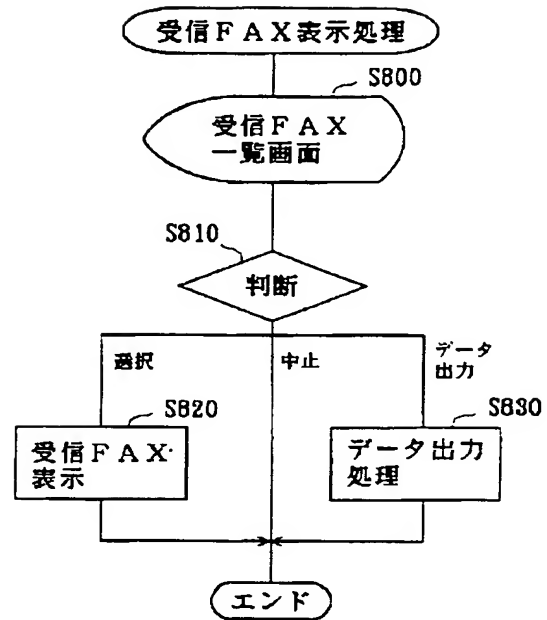 受信ＦＡＸ表示処理
S800
受信ＦＡＸ
一覧画面
S810
判断
選択
中止
データ
出力
S820
受信ＦＡＸ
表示
S830
データ出力
処理
エンド